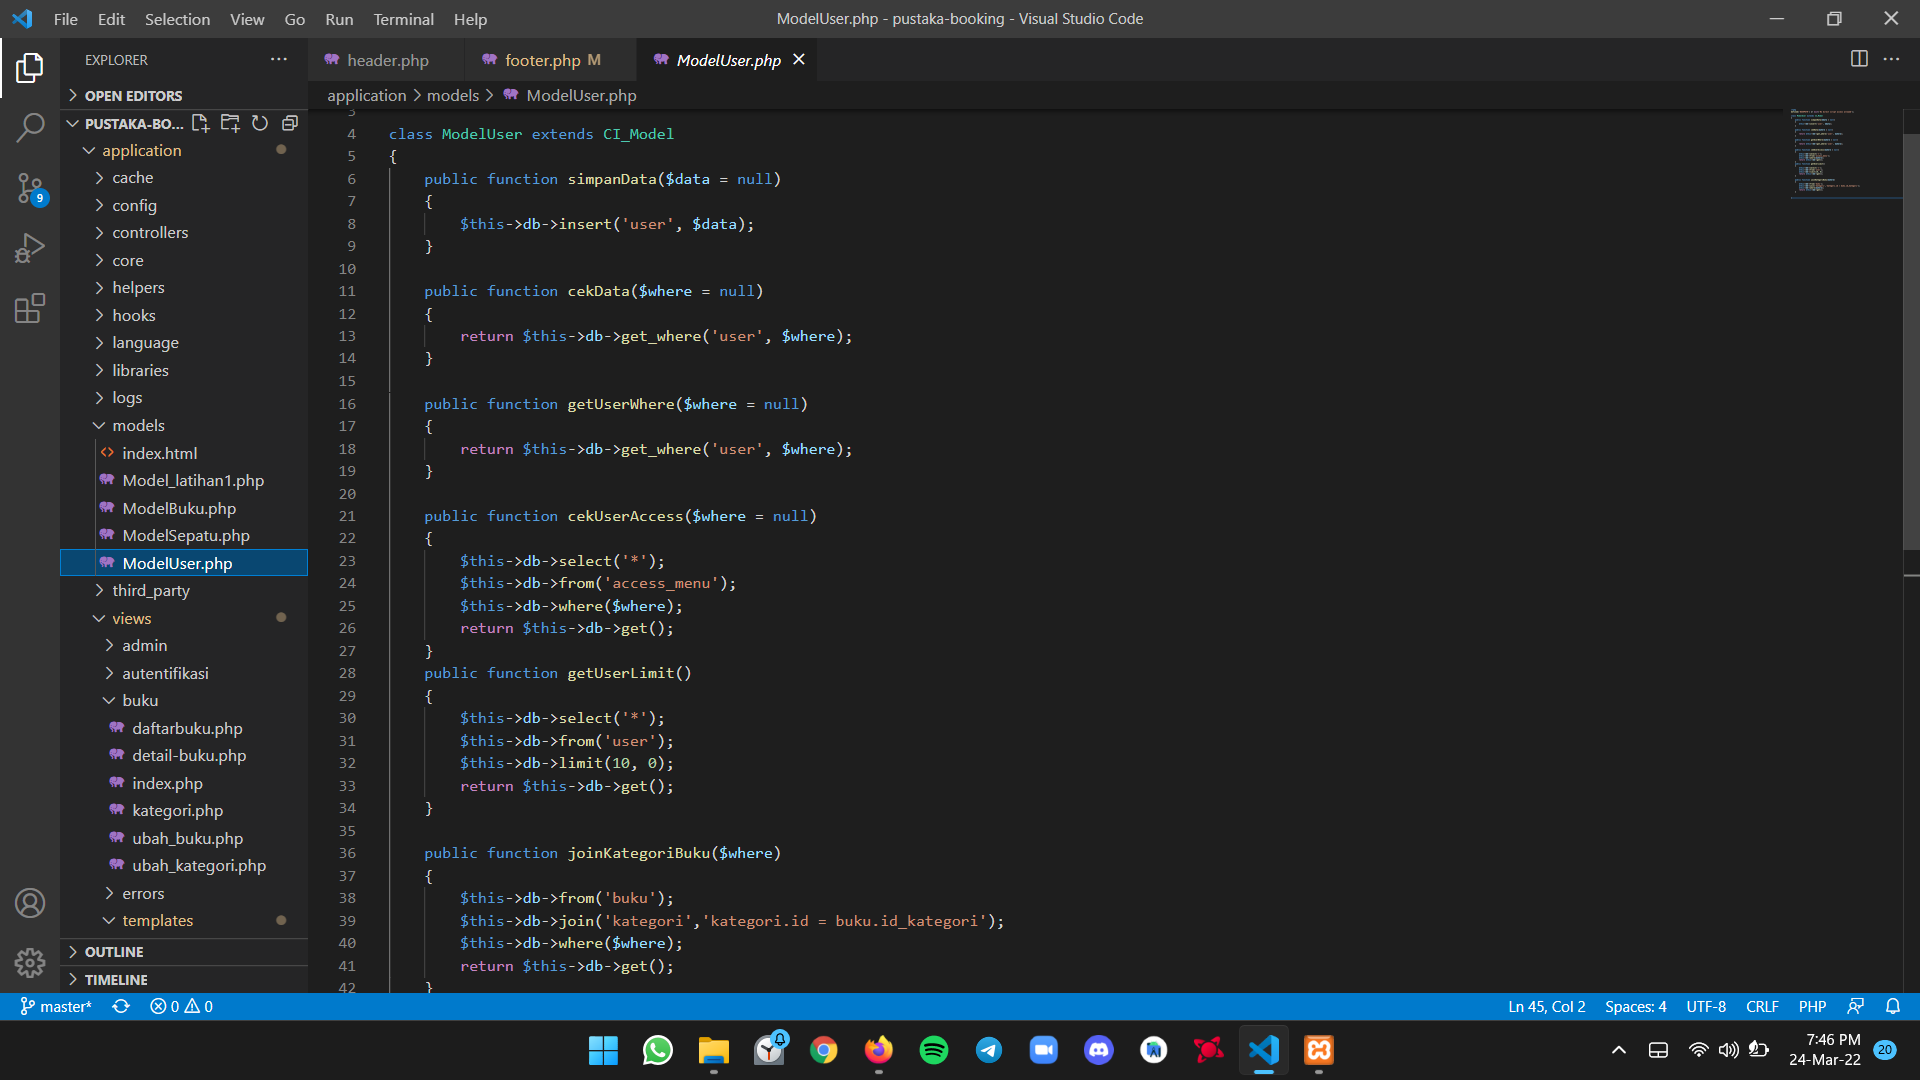 File Edit Selection View Go Run Terminal Help
ModelUser.php - pustaka-booking - Visual Studio Code
EXPLORER
OPEN EDITORS
PUSTAKA-BO...
application
cache
config
controllers
core
helpers
hooks
language
libraries
logs
models
index.html
Model_latihan1.php
ModelBuku.php
ModelSepatu.php
ModelUser.php
third_party
views
admin
autentifikasi
buku
daftarbuku.php
detail-buku.php
index.php
kategori.php
ubah_buku.php
ubah_kategori.php
errors
templates
OUTLINE
TIMELINE
9
header.php
footer.php M
ModelUser.php
application > models > ModelUser.php
3
4 class ModelUser extends CI_Model
5 {
6 public function simpanData($data = null)
7 {
8 $this->db->insert('user', $data);
9 }
10
11 public function cekData($where = null)
12 {
13 return $this->db->get_where('user', $where);
14 }
15
16 public function getUserWhere($where = null)
17 {
18 return $this->db->get_where('user', $where);
19 }
20
21 public function cekUserAccess($where = null)
22 {
23 $this->db->select('*');
24 $this->db->from('access_menu');
25 $this->db->where($where);
26 return $this->db->get();
27 }
28 public function getUserLimit()
29 {
30 $this->db->select('*');
31 $this->db->from('user');
32 $this->db->limit(10, 0);
33 return $this->db->get();
34 }
35
36 public function joinKategoriBuku($where)
37 {
38 $this->db->from('buku');
39 $this->db->join('kategori','kategori.id = buku.id_kategori');
40 $this->db->where($where);
41 return $this->db->get();
42 }
master* 0 0
Ln 45, Col 2 Spaces: 4 UTF-8 CRLF PHP
7:46 PM
24-Mar-22
20